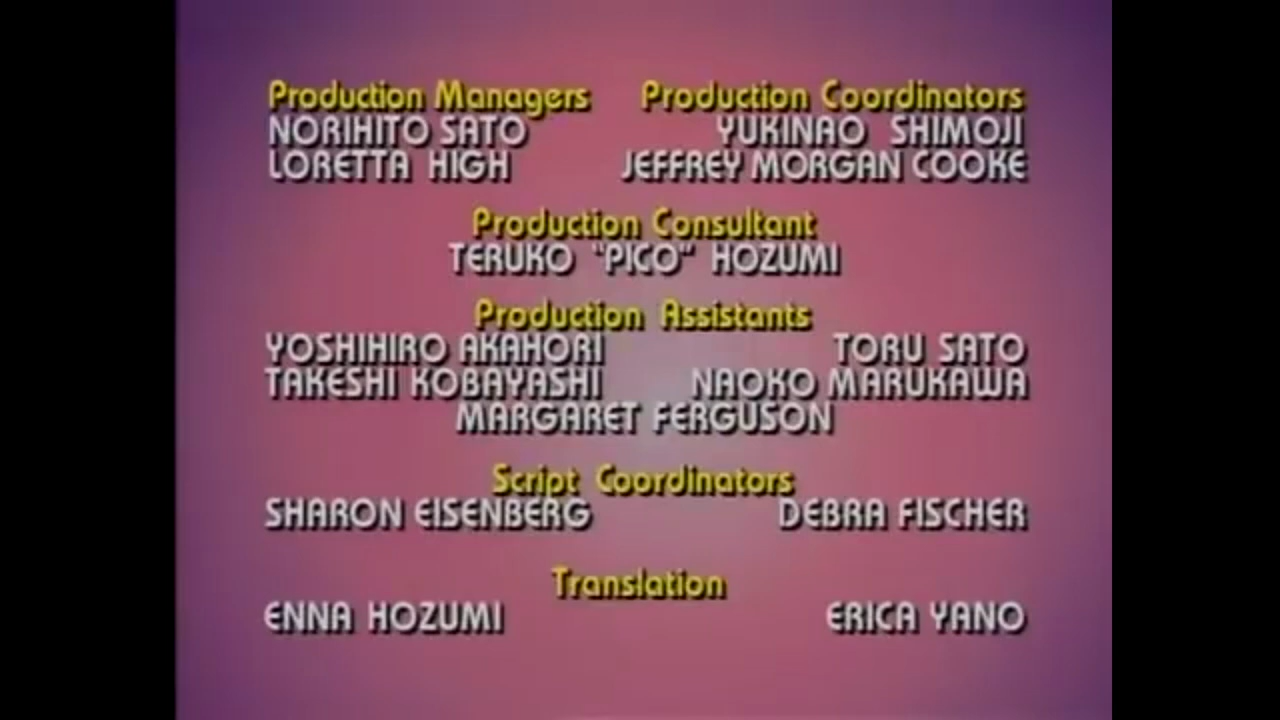 Production Managers Production Coordinators
NORIHITO SATO YUKINAO SHIMOJI
LORETTA HIGH JEFFREY MORGAN COOKE
Production Consultant
TERUKO "PICO" HOZUMI
Production Assistants
YOSHIHIRO AKAHORI TORU SATO
TAKESHI KOBAYASHI NAOKO MARUKAWA
MARGARET FERGUSON
Script Coordinators
SHARON EISENBERG DEBRA FISCHER
Translation
ENNA HOZUMI ERICA YANO